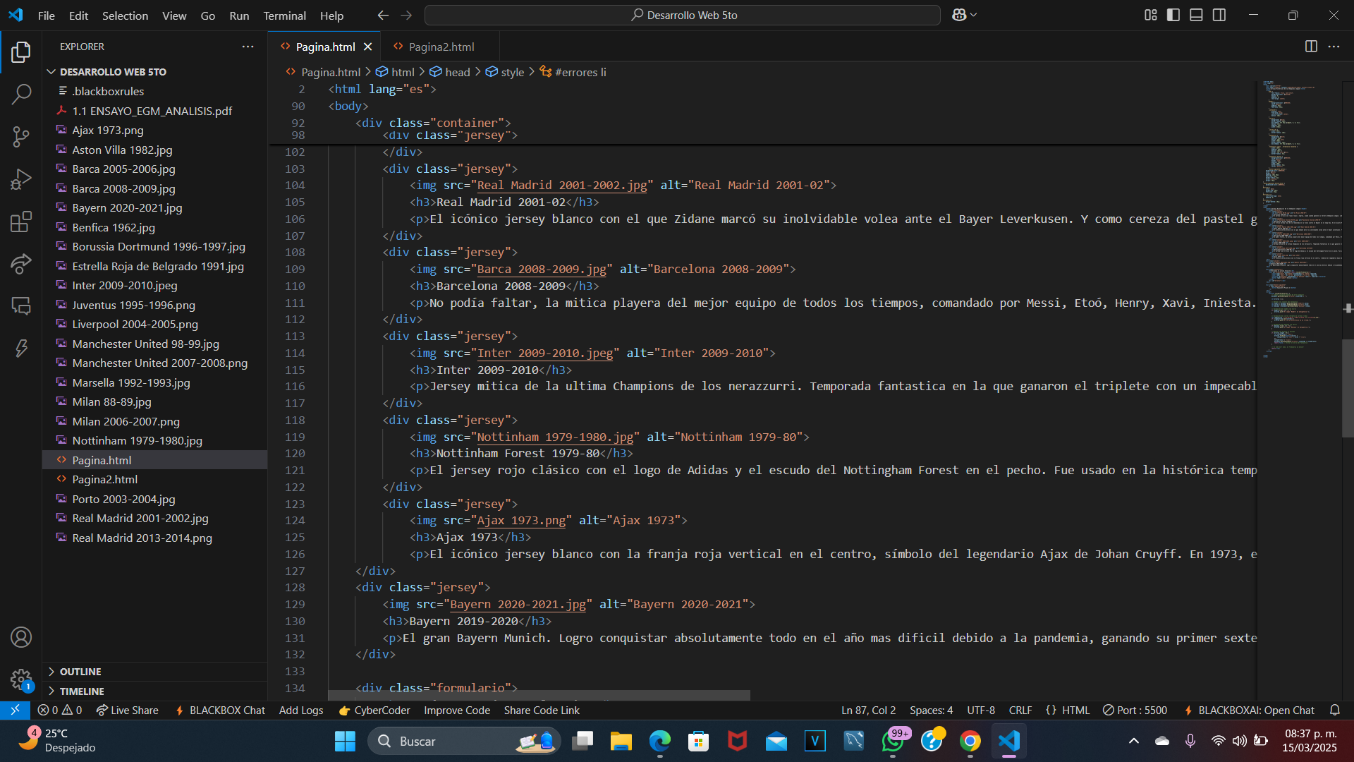 File Edit Selection View Go Run Terminal Help
Desarrollo Web 5to
EXPLORER
DESARROLLO WEB 5TO
.blackboxrules
1.1 ENSAYO_EGM_ANALISIS.pdf
Ajax 1973.png
Aston Villa 1982.jpg
Barca 2005-2006.jpg
Barca 2008-2009.jpg
Bayern 2020-2021.jpg
Benfica 1962.jpg
Borussia Dortmund 1996-1997.jpg
Estrella Roja de Belgrado 1991.jpg
Inter 2009-2010.jpeg
Juventus 1995-1996.png
Liverpool 2004-2005.png
Manchester United 98-99.jpg
Manchester United 2007-2008.png
Marsella 1992-1993.jpg
Milan 88-89.jpg
Milan 2006-2007.png
Nottinham 1979-1980.jpg
Pagina.html
Pagina2.html
Porto 2003-2004.jpg
Real Madrid 2001-2002.jpg
Real Madrid 2013-2014.png
OUTLINE
TIMELINE
Pagina.html Pagina2.html
Pagina.html > html > head > style > #errores li
2 <html lang="es">
90 <body>
92 <div class="container">
98 <div class="jersey">
102 </div>
103 <div class="jersey">
104 <img src="Real Madrid 2001-2002.jpg" alt="Real Madrid 2001-02">
105 <h3>Real Madrid 2001-02</h3>
106 <p>El icónico jersey blanco con el que Zidane marcó su inolvidable volea ante el Bayer Leverkusen. Y como cereza del pastel g
107 </div>
108 <div class="jersey">
109 <img src="Barca 2008-2009.jpg" alt="Barcelona 2008-2009">
110 <h3>Barcelona 2008-2009</h3>
111 <p>No podía faltar, la mitica playera del mejor equipo de todos los tiempos, comandado por Messi, Etoó, Henry, Xavi, Iniesta.
112 </div>
113 <div class="jersey">
114 <img src="Inter 2009-2010.jpeg" alt="Inter 2009-2010">
115 <h3>Inter 2009-2010</h3>
116 <p>Jersey mitica de la ultima Champions de los nerazzurri. Temporada fantastica en la que ganaron el triplete con un impecabl
117 </div>
118 <div class="jersey">
119 <img src="Nottinham 1979-1980.jpg" alt="Nottinham 1979-80">
120 <h3>Nottinham Forest 1979-80</h3>
121 <p>El jersey rojo clásico con el logo de Adidas y el escudo del Nottingham Forest en el pecho. Fue usado en la histórica temp
122 </div>
123 <div class="jersey">
124 <img src="Ajax 1973.png" alt="Ajax 1973">
125 <h3>Ajax 1973</h3>
126 <p>El icónico jersey blanco con la franja roja vertical en el centro, símbolo del legendario Ajax de Johan Cruyff. En 1973, e
127 </div>
128 <div class="jersey">
129 <img src="Bayern 2020-2021.jpg" alt="Bayern 2020-2021">
130 <h3>Bayern 2019-2020</h3>
131 <p>El gran Bayern Munich. Logro conquistar absolutamente todo en el año mas dificil debido a la pandemia, ganando su primer sexte
132 </div>
133
134 <div class="formulario">
0 0 Live Share BLACKBOX Chat Add Logs CyberCoder Improve Code Share Code Link Ln 87, Col 2 Spaces: 4 UTF-8 CRLF {} HTML Port : 5500 BLACKBOXAI: Open Chat
1
4
25°C
Despejado
Buscar
V
99+
08:37 p. m.
15/03/2025